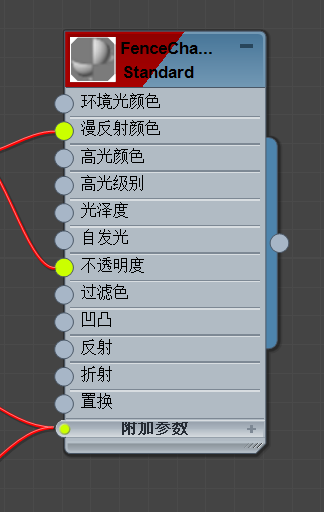 FenceCha...
Standard
环境光颜色
漫反射颜色
高光颜色
高光级别
光泽度
自发光
不透明度
过滤色
凹凸
反射
折射
置换
附加参数